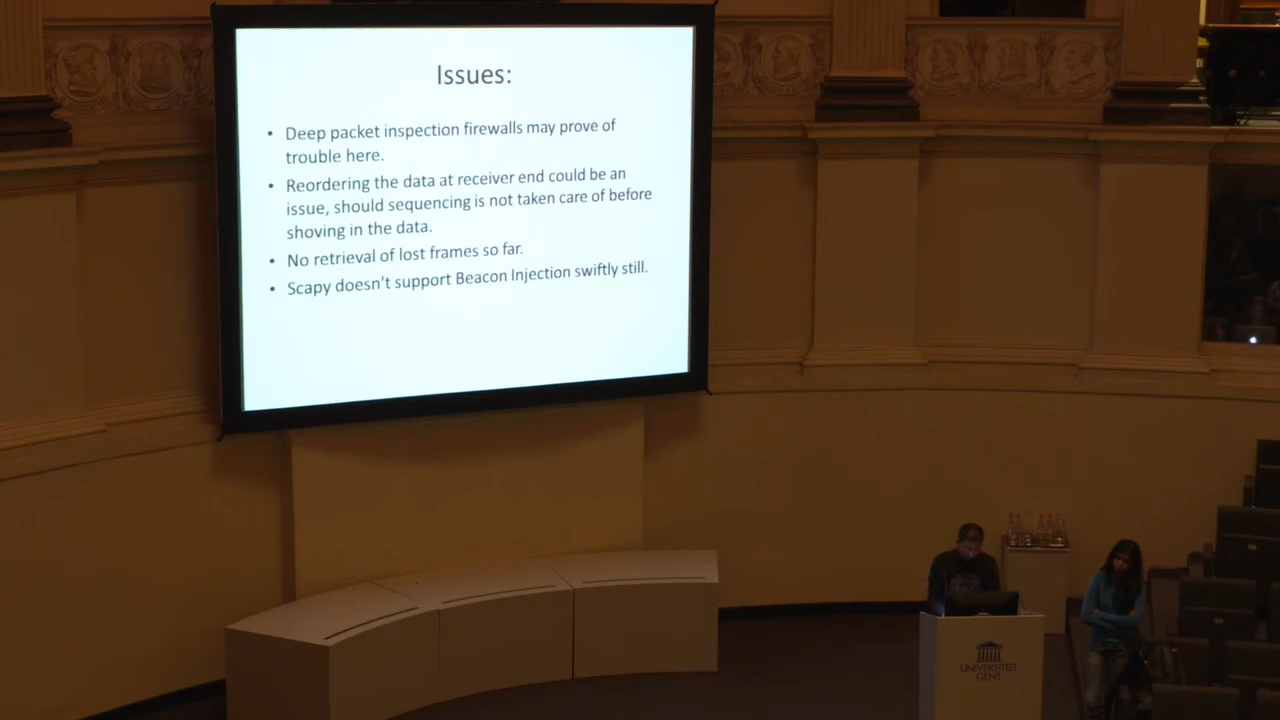 Issues:
• Deep packet inspection firewalls may prove of
trouble here.
• Reordering the data at receiver end could be an
issue, should sequencing is not taken care of before
shoving in the data.
• No retrieval of lost frames so far.
• Scapy doesn't support Beacon Injection swiftly still.
UNIVERSITEIT
GENT